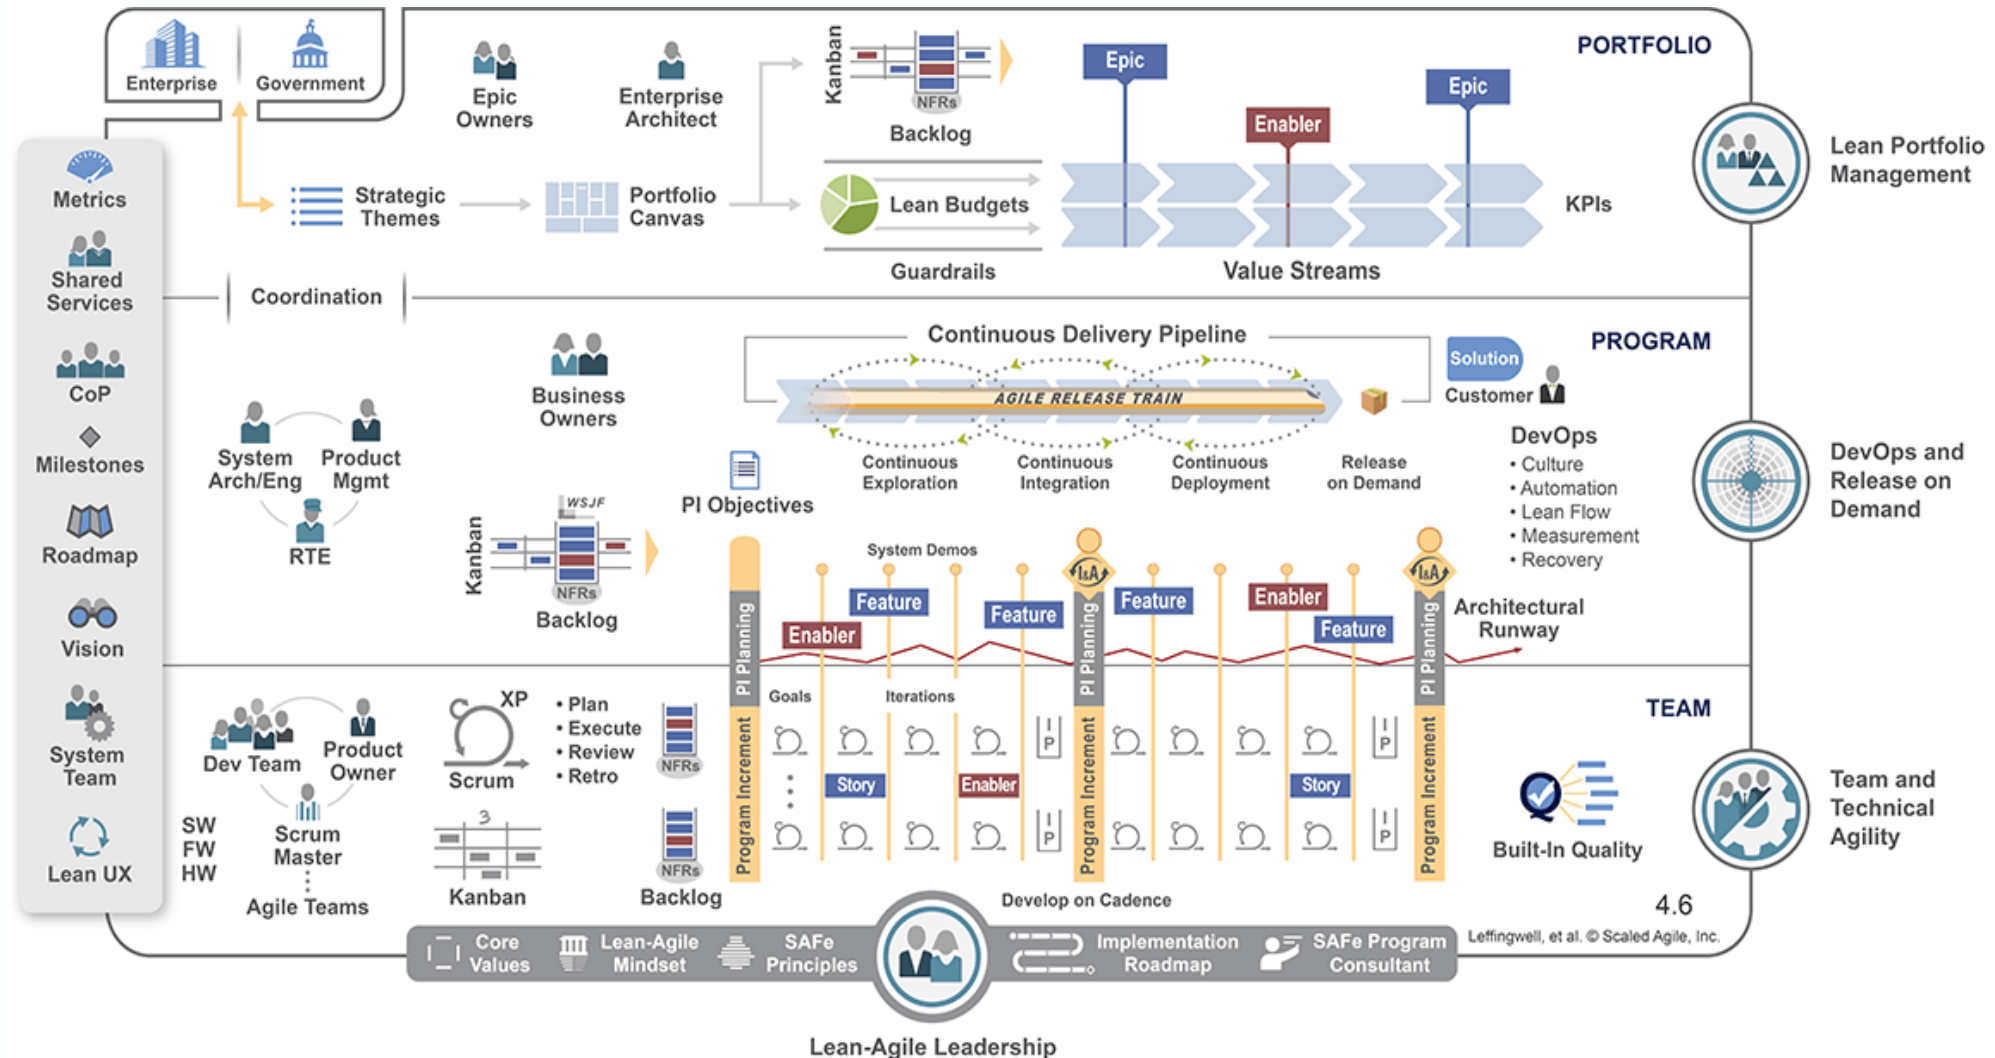 Enterprise
Government
Epic
Owners
Enterprise
Architect
Kanban
NFRs
Backlog
Epic
Enabler
Epic
PORTFOLIO
Strategic
Themes
Portfolio
Canvas
Lean Budgets
Guardrails
Value Streams
KPIs
Lean Portfolio
Management
Metrics
Shared
Services
CoP
Milestones
Roadmap
Vision
System
Team
Lean UX
Coordination
PROGRAM
Business
Owners
Continuous Delivery Pipeline
AGILE RELEASE TRAIN
Continuous
Exploration
Continuous
Integration
Continuous
Deployment
Release
on Demand
Solution
Customer
DevOps
• Culture
• Automation
• Lean Flow
• Measurement
• Recovery
DevOps and
Release on
Demand
System
Arch/Eng
Product
Mgmt
RTE
Kanban
WSJF
NFRs
Backlog
PI Objectives
System Demos
I&A
I&A
Enabler
Feature
Feature
Feature
Enabler
Feature
Architectural
Runway
PI Planning
PI Planning
PI Planning
TEAM
Dev Team
Product
Owner
Scrum
Master
Agile Teams
SW
FW
HW
XP
Scrum
• Plan
• Execute
• Review
• Retro
3
Kanban
NFRs
NFRs
Backlog
Program Increment
Program Increment
Program Increment
Goals
Iterations
I
P
I
P
Story
Enabler
Story
I
P
I
P
Develop on Cadence
Built-In Quality
Team and
Technical
Agility
4.6
Leffingwell, et al. © Scaled Agile, Inc.
Core
Values
Lean-Agile
Mindset
SAFe
Principles
Implementation
Roadmap
SAFe Program
Consultant
Lean-Agile Leadership